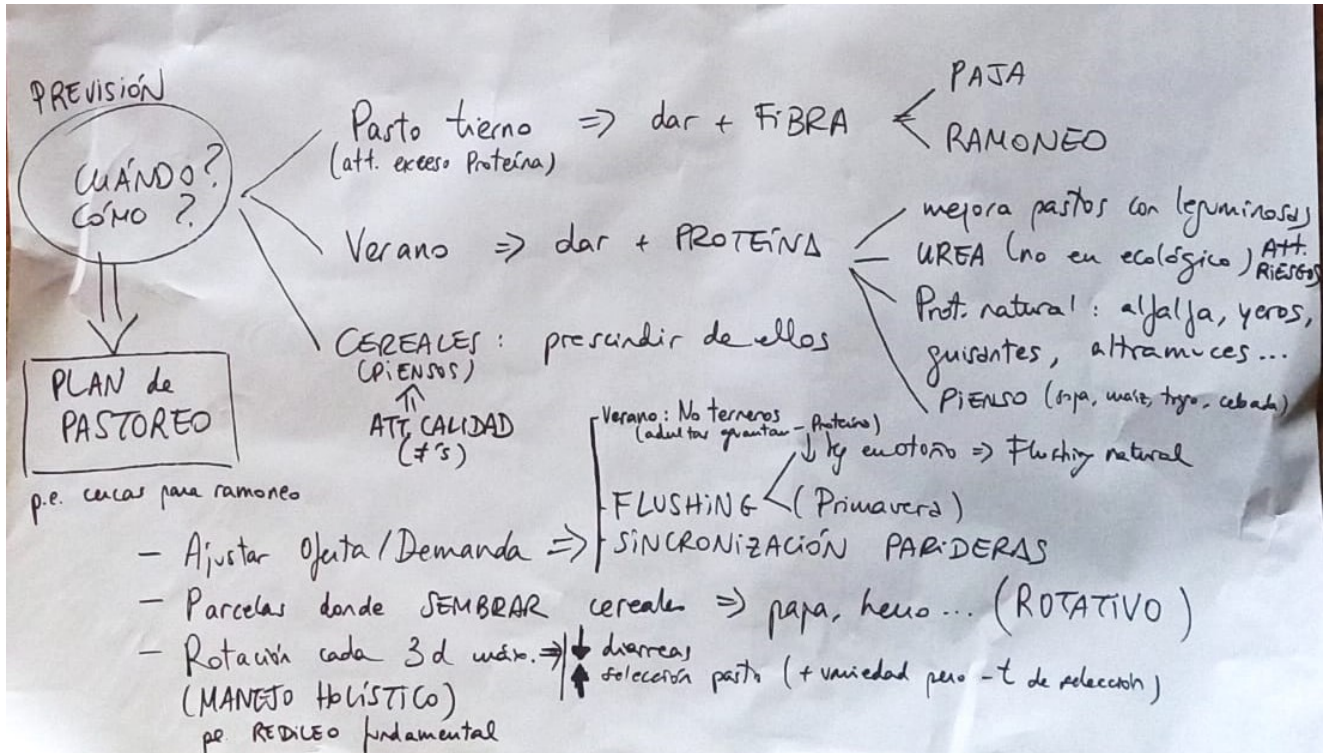 PREVISIÓN
CUÁNDO?
CÓMO?
Pasto tierno => dar + FIBRA
(att. exceso Proteína)
PAJA
RAMONEO
Verano => dar + PROTEÍNA
mejora pastos con leguminosas
UREA (no en ecológico) Att. RIESGOS
Prot. natural: alfalfa, yeros,
guisantes, altramuces...
PIENSO (soja, maíz, trigo, cebada)
CEREALES: prescindir de ellos
(PIENSOS)
⇑
ATT CALIDAD
(≠'s)
PLAN de
PASTOREO
p.e. cercas para ramoneo
- Ajustar Oferta/Demanda =>
Verano: No terneros
(adultas aguantan - Proteína)
FLUSHING
↓ kg en otoño => Flushing natural
(Primavera)
SINCRONIZACIÓN PARIDERAS
- Parcelas donde SEMBRAR cereales => heno... (ROTATIVO)
- Rotación cada 3d máx. => ↓ diarreas
(MANEJO HOLÍSTICO) ↑ selección pasto (+ variedad pero -t de selección)
pe REDILEO fundamental